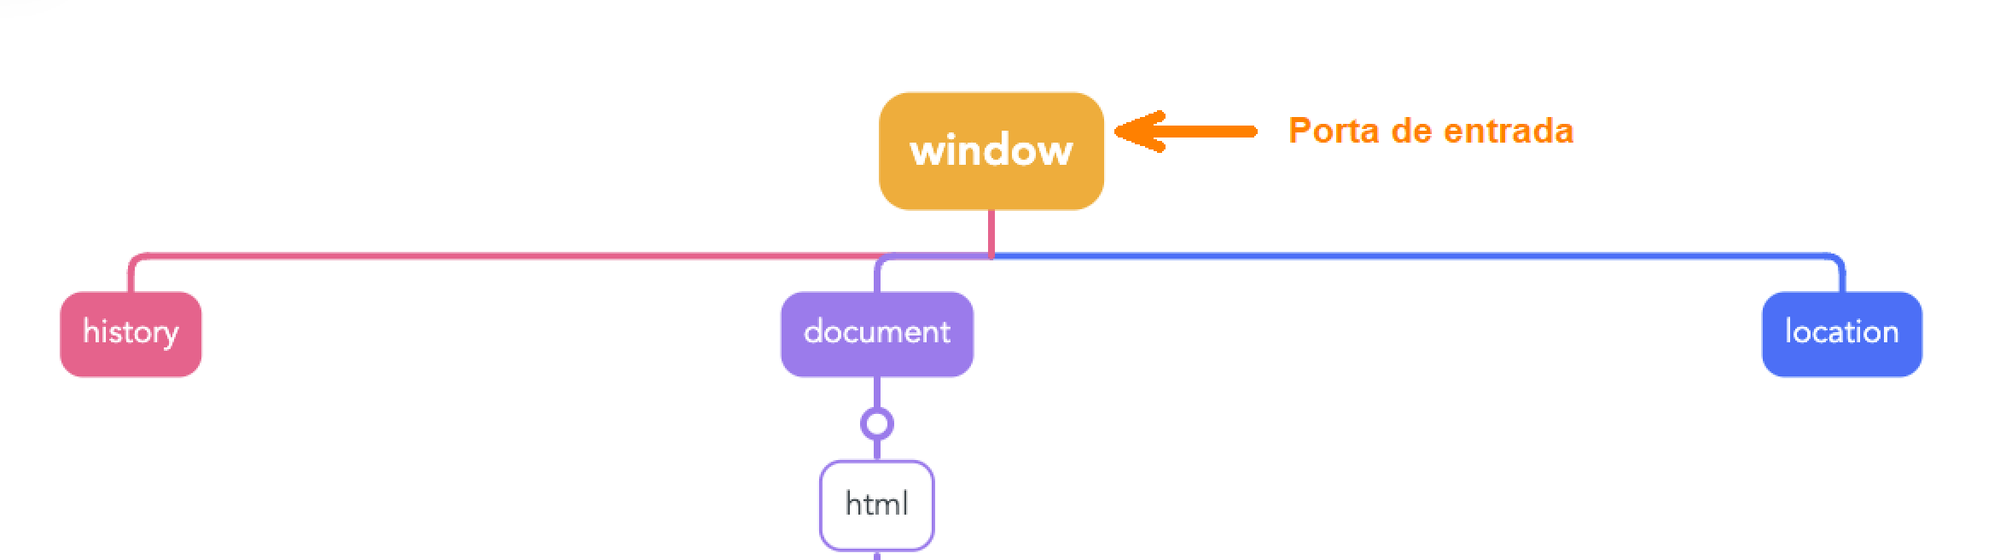 window
Porta de entrada
history
document
location
html